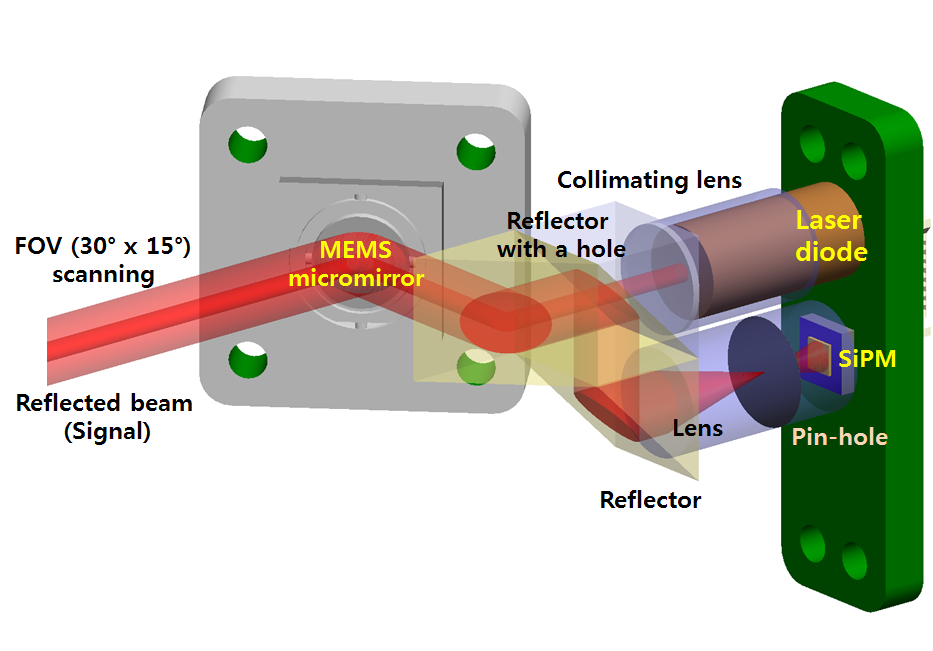 Collimating lens
Reflector
with a hole
Laser
diode
FOV (30° x 15°)
scanning
MEMS
micromirror
SiPM
Reflected beam
(Signal)
Lens
Pin-hole
Reflector